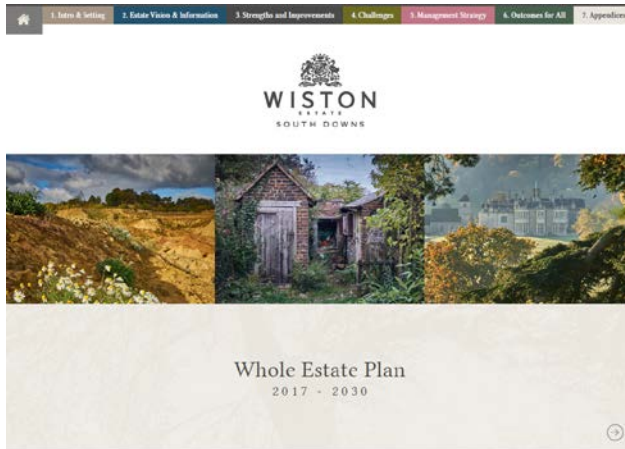 1. Intro & Setting
2. Estate Vision & Information
3. Strengths and Improvements
4. Challenges
5. Management Strategy
6. Outcomes for All
7. Appendices
WISTON
ESTATE
SOUTH DOWNS
Whole Estate Plan
2017 - 2030